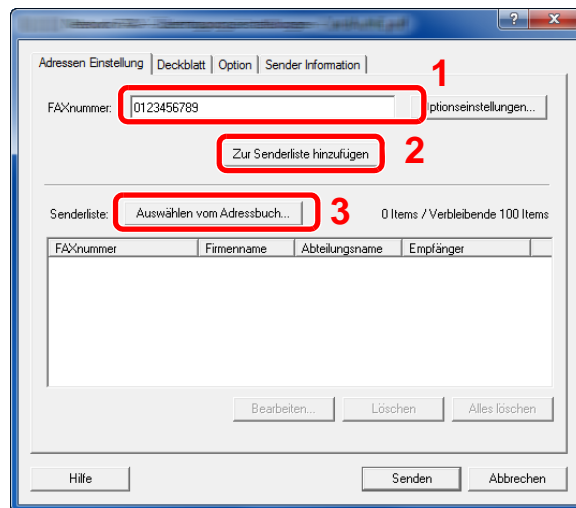 Adressen Einstellung Deckblatt Option Sender Information
1
FAXnummer: 0123456789 ptionseinstellungen...
Zur Senderliste hinzufügen 2
Senderliste: Auswählen vom Adressbuch... 3 0 Items / Verbleibende 100 Items
FAXnummer Firmenname Abteilungsname Empfänger
Bearbeiten... Löschen Alles löschen
Hilfe Senden Abbrechen